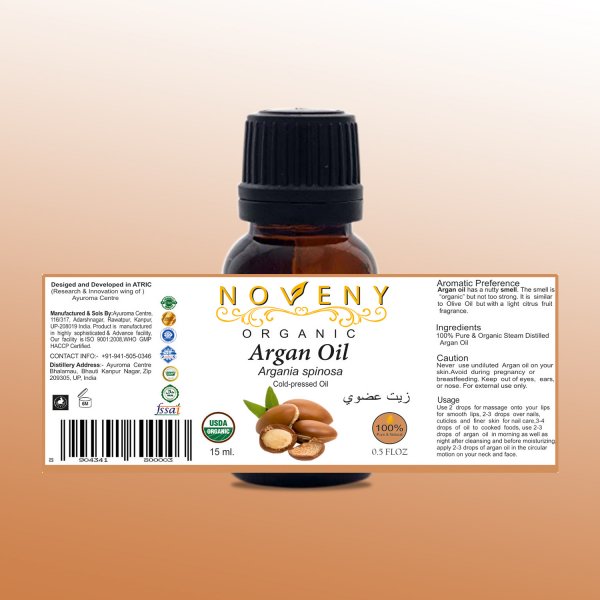 Desiged and Developed in ATRIC
(Research & Innovation wing of )
Ayuroma Centre
Manufactured & Sols By:Ayuroma Centre,
116/317, Adarshnagar, Rawatpur, Kanpur,
UP-208019 India. Product is manufactured
in highly sophisticated & Advance facility,
Our facility is ISO 9001:2008,WHO GMP
HACCP Certified.
CONTACT INFO:- +91-941-505-0346
Distillery Address:- Ayuroma Centre
Bhalamau, Bhauti Kanpur Nagar, Zip
209305, UP, India
6M
fssai
8 904341 800003
NOVENY
ORGANIC
Argan Oil
Argania spinosa
Cold-pressed Oil
زيت عضوي
USDA
ORGANIC
100%
Pure & Natural
15 ml.
0.5 FLOZ
Aromatic Preference
Argan oil has a nutty smell. The smell is
"organic" but not too strong. It is similar
to Olive Oil but with a light citrus fruit
fragrance.
Ingredients
100% Pure & Organic Steam Distilled
Argan Oil
Caution
Never use undiluted Argan oil on your
skin.Avoid during pregnancy or
breastfeeding. Keep out of eyes, ears,
or nose. For external use only.
Usage
Use 2 drops for massage onto your lips
for smooth lips, 2-3 drops over nails,
cuticles and liner skin for nail care.3-4
drops of oil to cooked foods, use 2-3
drops of argan oil in morning as well as
right after cleansing and before moisturizing,
apply 2-3 drops of argan oil in the circular
motion on your neck and face.